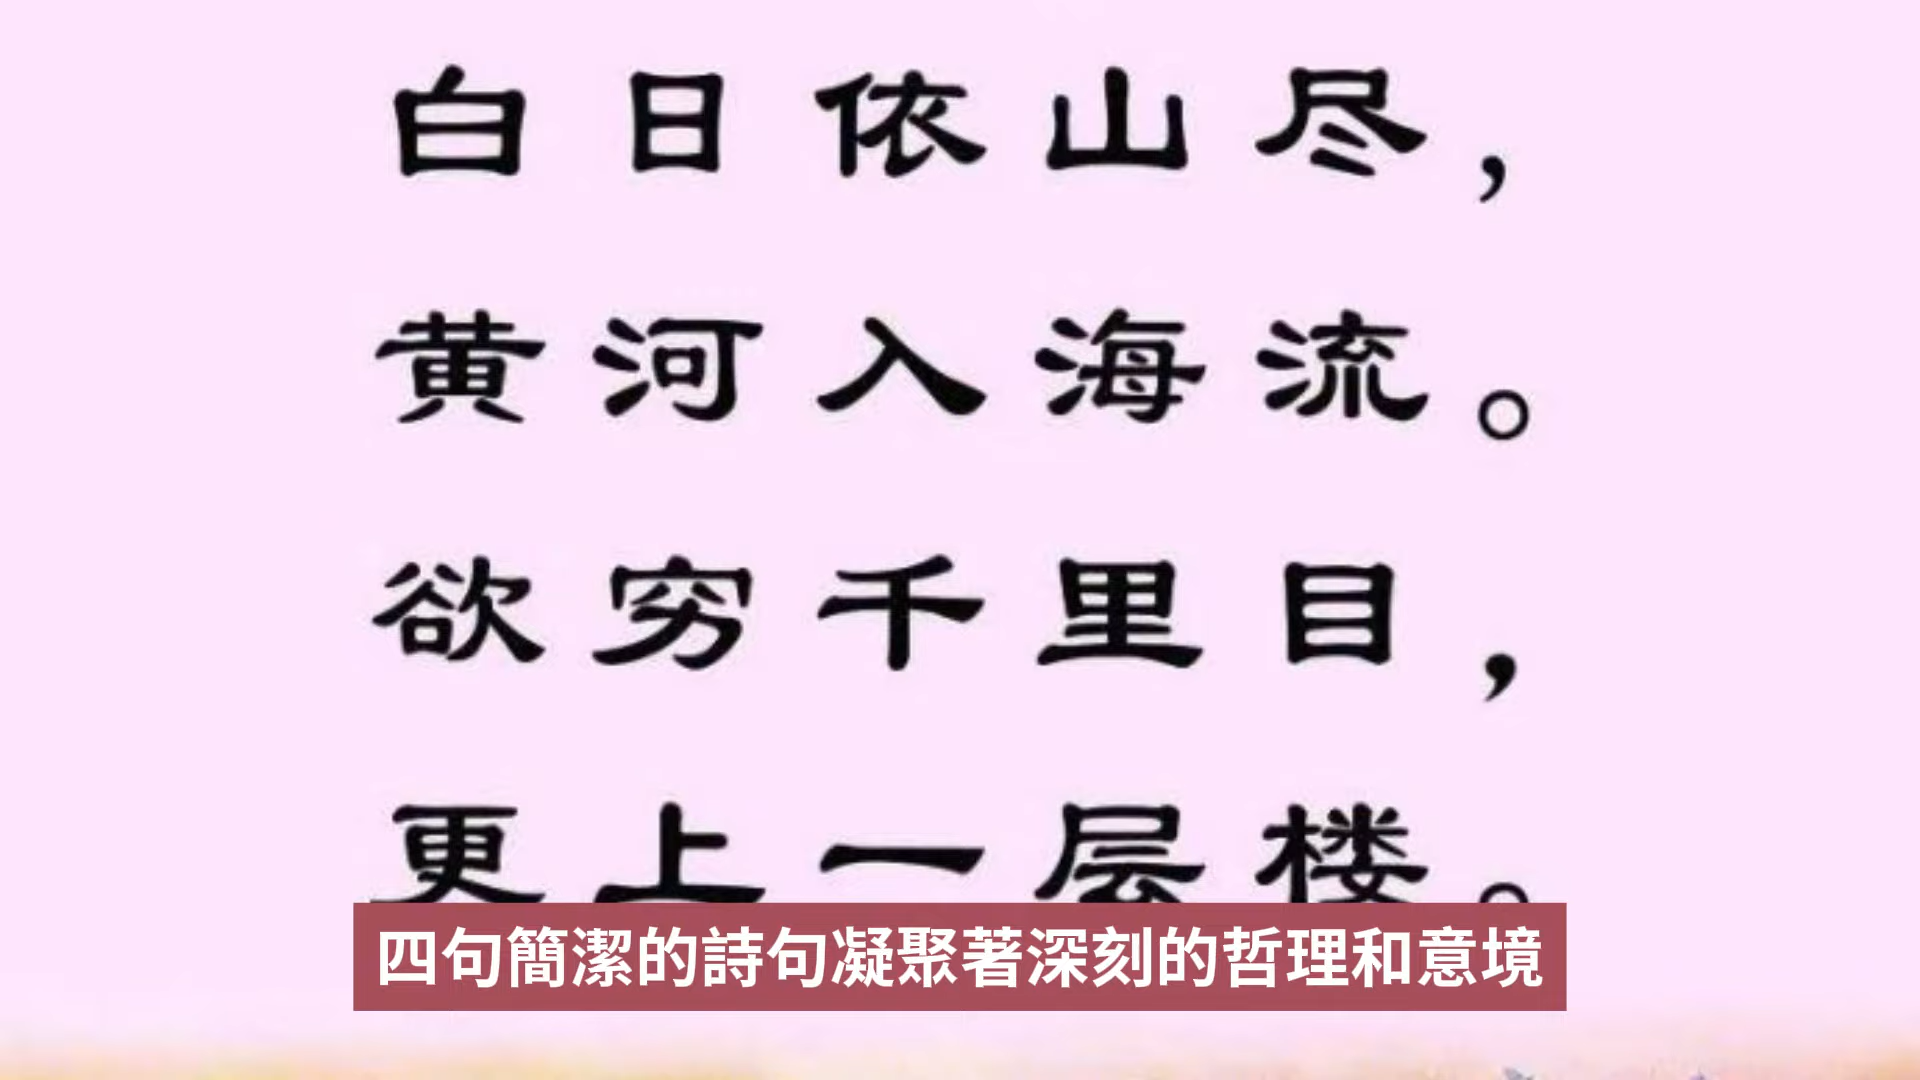 白日依山尽，
黄河入海流。
欲穷千里目，
更上一层楼。
四句簡潔的詩句凝聚著深刻的哲理和意境